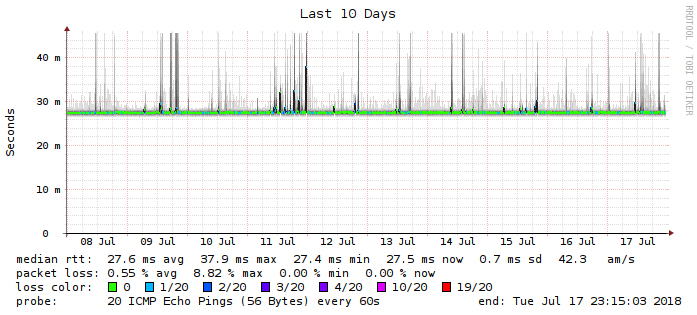 Last 10 Days
RRDTOOL / TOBI OETIKER
Seconds
40 m
30 m
20 m
10 m
0
08 Jul 09 Jul 10 Jul 11 Jul 12 Jul 13 Jul 14 Jul 15 Jul 16 Jul 17 Jul
median rtt: 27.6 ms avg 37.9 ms max 27.4 ms min 27.5 ms now 0.7 ms sd 42.3 am/s
packet loss: 0.55 % avg 8.82 % max 0.00 % min 0.00 % now
loss color: 0 1/20 2/20 3/20 4/20 10/20 19/20
probe: 20 ICMP Echo Pings (56 Bytes) every 60s end: Tue Jul 17 23:15:03 2018